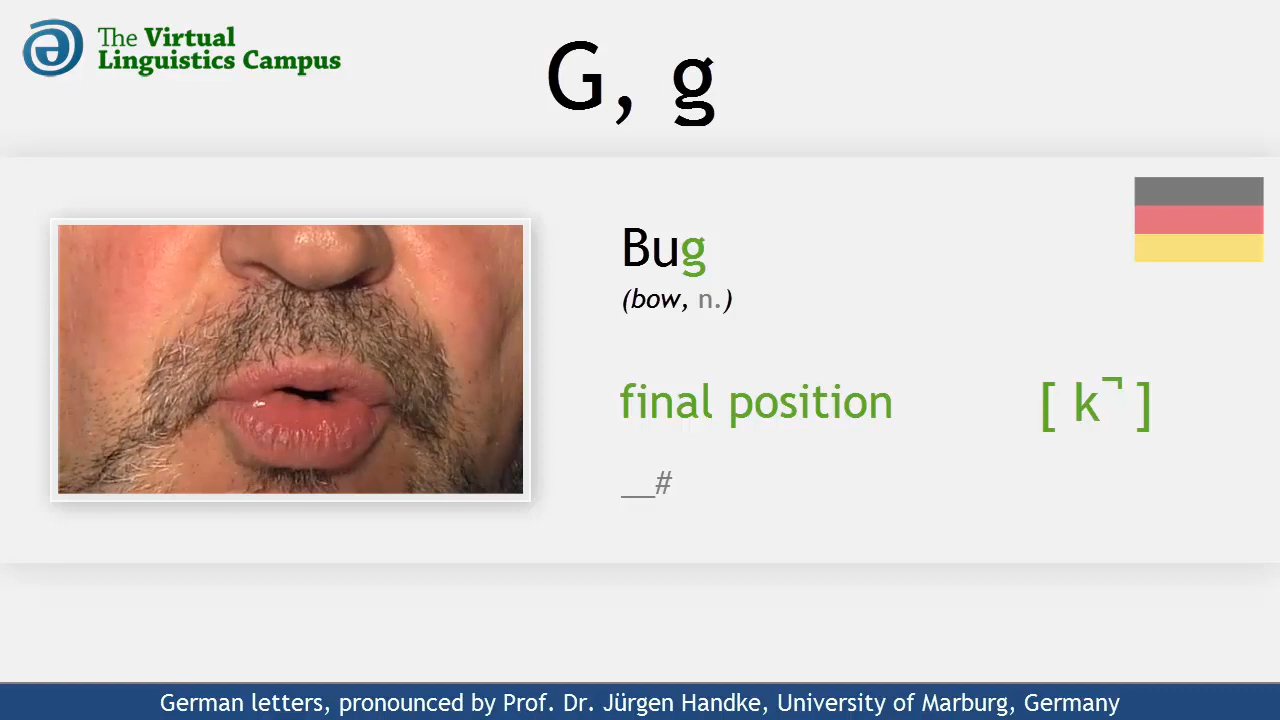 The Virtual
Linguistics Campus
G, g
Bug
(bow, n.)
final position [ k̚ ]
__#
German letters, pronounced by Prof. Dr. Jürgen Handke, University of Marburg, Germany